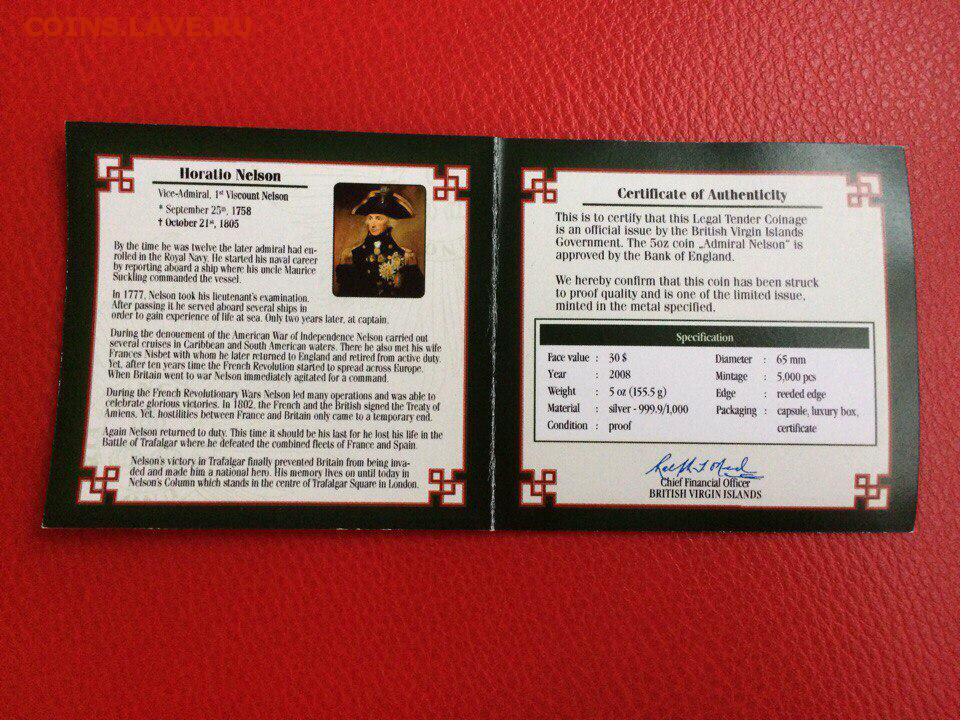 COINS.LAVE.RU
Horatio Nelson
Vice-Admiral, 1st Viscount Nelson
* September 25th, 1758
† October 21st, 1805
By the time he was twelve the later admiral had en-
rolled in the Royal Navy. He started his naval career
by reporting aboard a ship where his uncle Maurice
Suckling commanded the vessel.
In 1777, Nelson took his lieutenant's examination.
After passing it he served aboard several ships in
order to gain experience of life at sea. Only two years later, at captain.
During the denouement of the American War of Independence Nelson carried out
several cruises in Caribbean and South American waters. There he also met his wife
Frances Nisbet with whom he later returned to England and retired from active duty.
Yet, after ten years time the French Revolution started to spread across Europe.
When Britain went to war Nelson immediately agitated for a command.
During the French Revolutionary Wars Nelson led many operations and was able to
celebrate glorious victories. In 1802, the French and the British signed the Treaty of
Amiens. Yet, hostilities between France and Britain only came to a temporary end.
Again Nelson returned to duty. This time it should be his last for he lost his life in the
Battle of Trafalgar where he defeated the combined fleets of France and Spain.
Nelson's victory in Trafalgar finally prevented Britain from being inva-
ded and made him a national hero. His memory lives on until today in
Nelson's Column which stands in the centre of Trafalgar Square in London.
Certificate of Authenticity
This is to certify that this Legal Tender Coinage
is an official issue by the British Virgin Islands
Government. The 5oz coin „Admiral Nelson" is
approved by the Bank of England.
We hereby confirm that this coin has been struck
to proof quality and is one of the limited issue,
minted in the metal specified.
Specification
Face value : 30 $
Year : 2008
Weight : 5 oz (155.5 g)
Material : silver - 999.9/1,000
Condition : proof
Diameter : 65 mm
Mintage : 5,000 pcs
Edge : reeded edge
Packaging : capsule, luxury box,
certificate
Chief Financial Officer
BRITISH VIRGIN ISLANDS